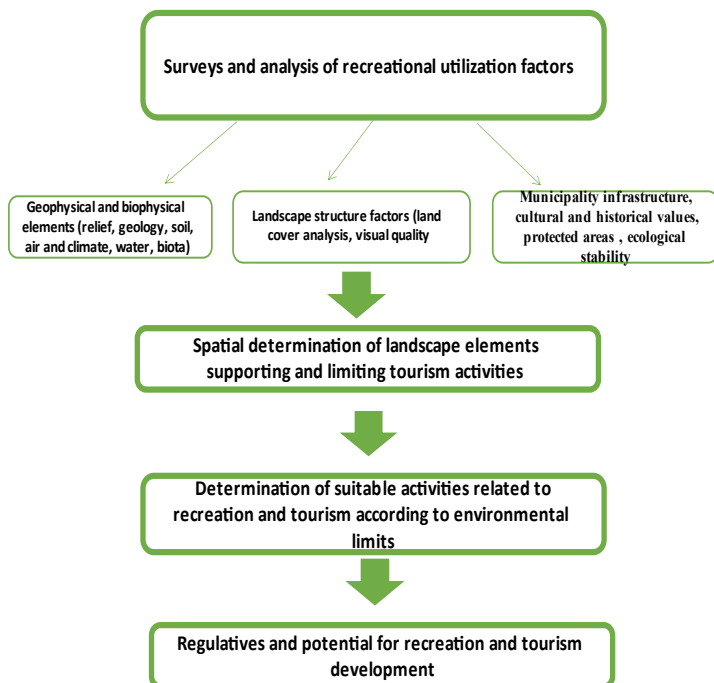 Surveys and analysis of recreational utilization factors
Geophysical and biophysical
elements (relief, geology, soil,
air and climate, water, biota)
Landscape structure factors (land
cover analysis, visual quality
Municipality infrastructure,
cultural and historical values,
protected areas , ecological
stability
Spatial determination of landscape elements
supporting and limiting tourism activities
Determination of suitable activities related to
recreation and tourism according to environmental
limits
Regulatives and potential for recreation and tourism
development